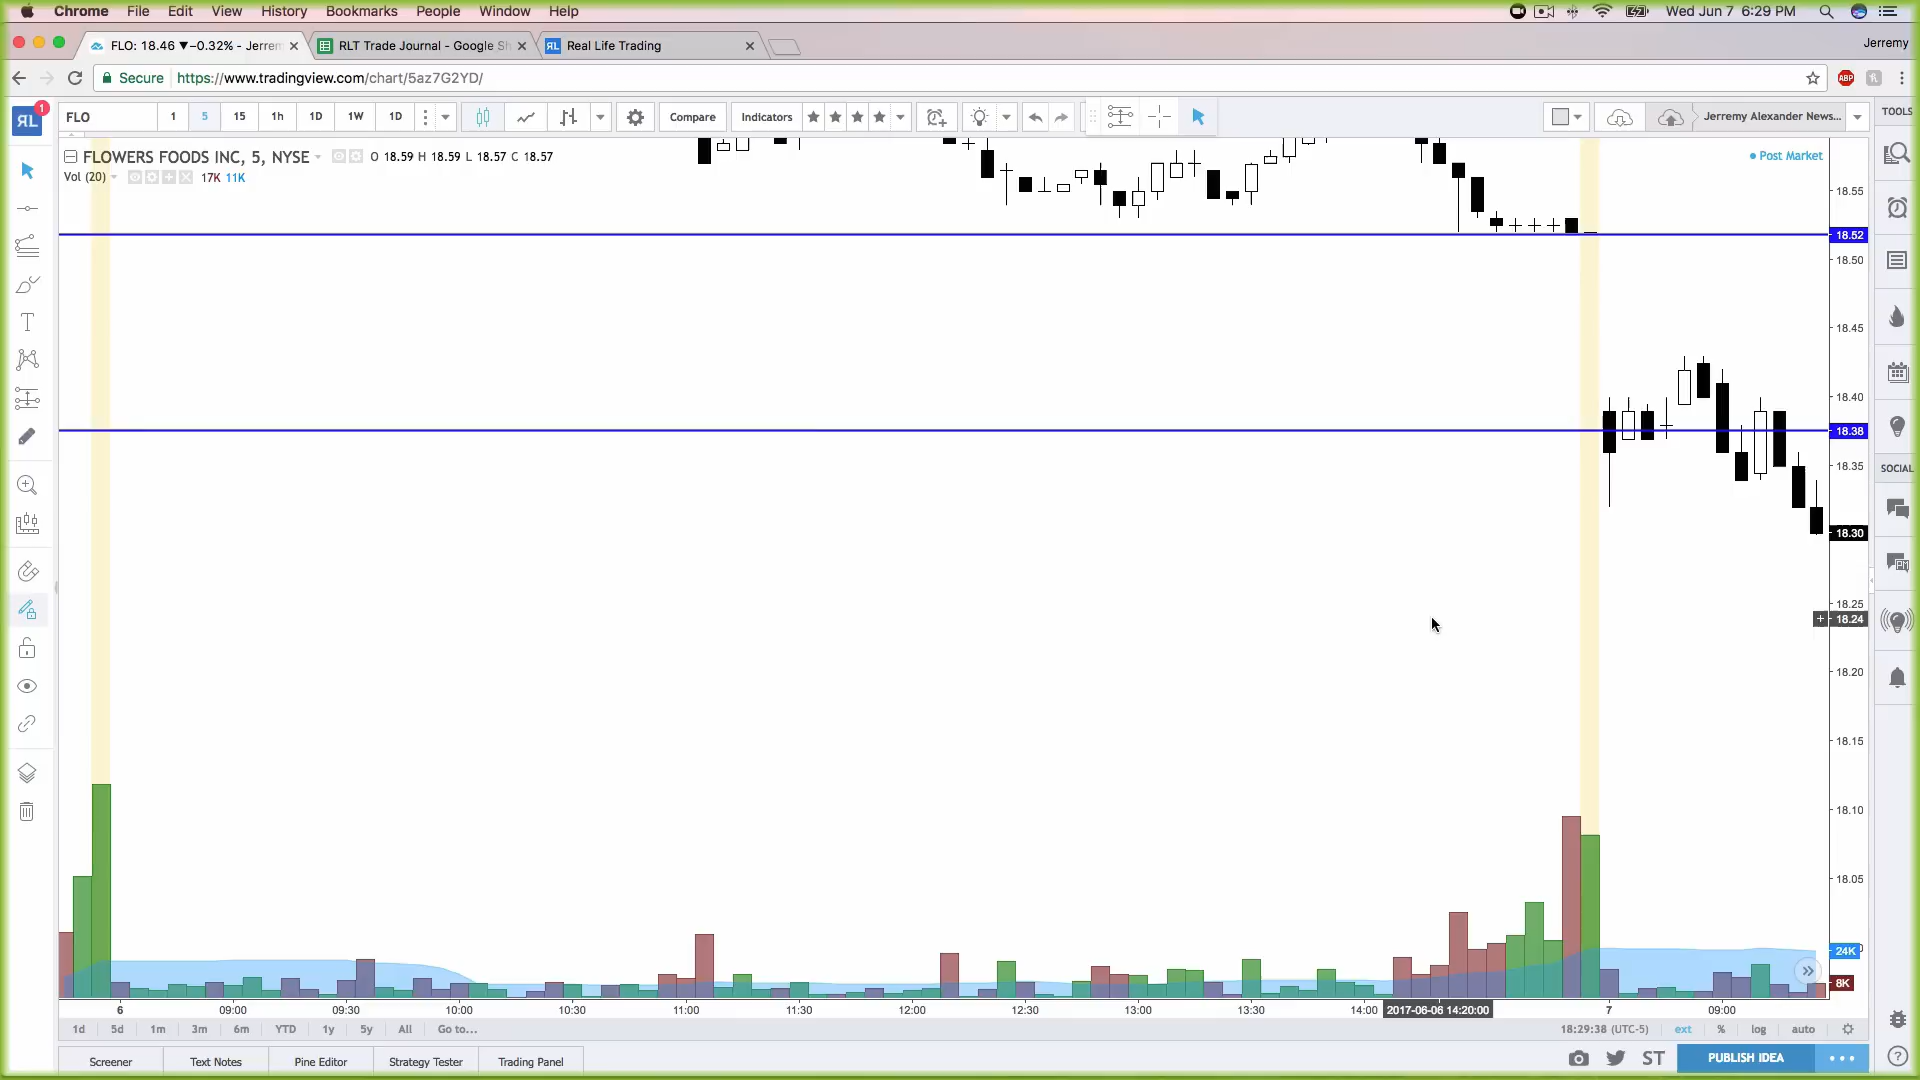 Chrome File Edit View History Bookmarks People Window Help Wed Jun 7 6:29 PM
FLO: 18.46 ▼−0.32% - Jerrem RLT Trade Journal - Google Sh ЯL Real Life Trading Jerremy
Secure https://www.tradingview.com/chart/5az7G2YD/ ABP
ЯL 1 FLO 1 5 15 1h 1D 1W 1D Compare Indicators Jerremy Alexander News... TOOLS
FLOWERS FOODS INC, 5, NYSE O 18.59 H 18.59 L 18.57 C 18.57 Post Market
Vol (20) 17K 11K
18.55
18.52
18.50
18.45
18.40
18.38
18.35
SOCIAL
18.30
18.25
18.24
18.20
18.15
18.10
18.05
24K
8K
6 09:00 09:30 10:00 10:30 11:00 11:30 12:00 12:30 13:00 13:30 14:00 2017-06-06 14:20:00 7 09:00
1d 5d 1m 3m 6m YTD 1y 5y All Go to... 18:29:38 (UTC-5) ext % log auto
Screener Text Notes Pine Editor Strategy Tester Trading Panel ST PUBLISH IDEA